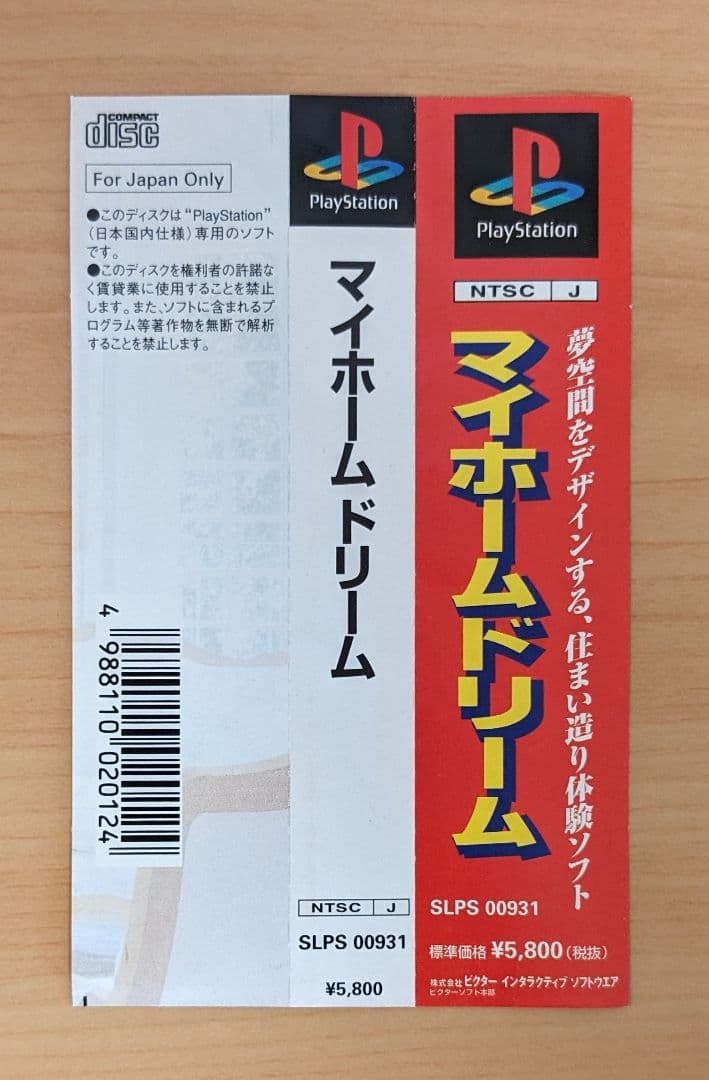 COMPACT
disc
For Japan Only
●このディスクは“PlayStation”
(日本国内仕様)専用のソフト
です。
●このディスクを権利者の許諾な
く賃貸業に使用することを禁止
します。また、ソフトに含まれるプ
ログラム等著作物を無断で解析
することを禁止します。
4 988110 020124
PlayStation
マイホームドリーム
NTSC J
SLPS 00931
¥5,800
PlayStation
NTSC J
夢空間をデザインする、住まい造り体験ソフト
マイホームドリーム
SLPS 00931
標準価格 ¥5,800(税抜)
株式会社 ビクター インタラクティブ ソフトウエア
ビクターソフト本部